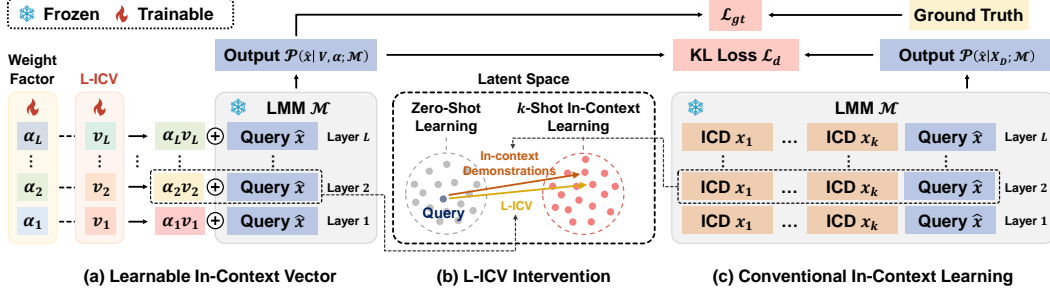 Frozen Trainable
Weight Factor
L-ICV
α_L v_L α_L v_L ⊕ Query x̂ Layer L
⋮ ⋮ ⋮ ⋮
α_2 v_2 α_2 v_2 ⊕ Query x̂ Layer 2
α_1 v_1 α_1 v_1 ⊕ Query x̂ Layer 1
LMM ℳ
Output 𝒫(x̂| V, α; ℳ)
(a) Learnable In-Context Vector
ℒ_gt
KL Loss ℒ_d
Latent Space
Zero-Shot Learning
k-Shot In-Context Learning
In-context
Demonstrations
L-ICV
Query
(b) L-ICV Intervention
Ground Truth
Output 𝒫(x̂|X_D; ℳ)
LMM ℳ
ICD x_1 … ICD x_k Query x̂ Layer L
⋮ ⋮ ⋮
ICD x_1 … ICD x_k Query x̂ Layer 2
ICD x_1 … ICD x_k Query x̂ Layer 1
(c) Conventional In-Context Learning